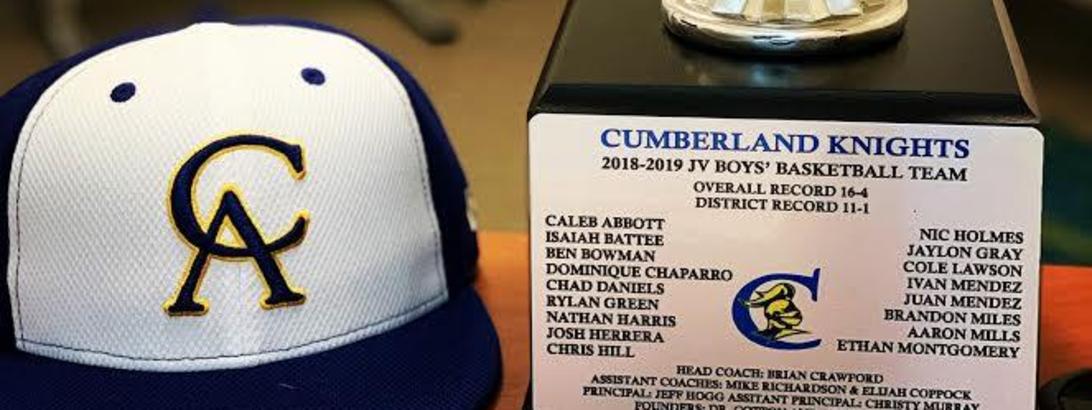 CA
CUMBERLAND KNIGHTS
2018-2019 JV BOYS' BASKETBALL TEAM
OVERALL RECORD 16-4
DISTRICT RECORD 11-1
CALEB ABBOTT
ISAIAH BATTEE
BEN BOWMAN
DOMINIQUE CHAPARRO
CHAD DANIELS
RYLAN GREEN
NATHAN HARRIS
JOSH HERRERA
CHRIS HILL
NIC HOLMES
JAYLON GRAY
COLE LAWSON
IVAN MENDEZ
JUAN MENDEZ
BRANDON MILES
AARON MILLS
ETHAN MONTGOMERY
C
HEAD COACH: BRIAN CRAWFORD
ASSISTANT COACHES: MIKE RICHARDSON & ELIJAH COPPOCK
PRINCIPAL: JEFF HOGG ASSITANT PRINCIPAL: CHRISTY MURRAY
FOUNDERS: DR.